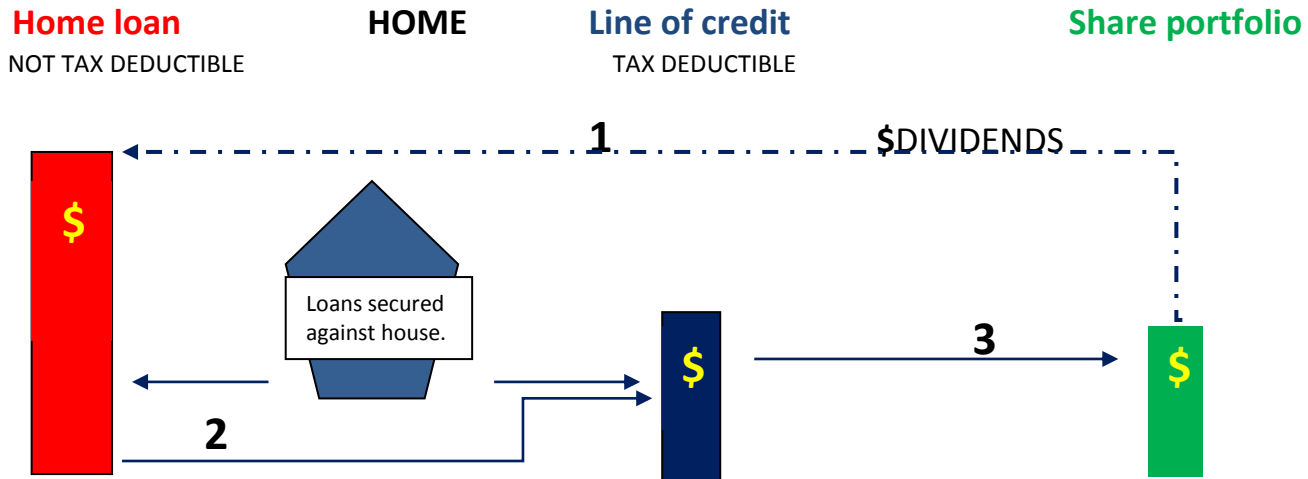 Home loan HOME Line of credit Share portfolio
NOT TAX DEDUCTIBLE TAX DEDUCTIBLE
1 $DIVIDENDS
$
Loans secured
against house.
3
$ $
2